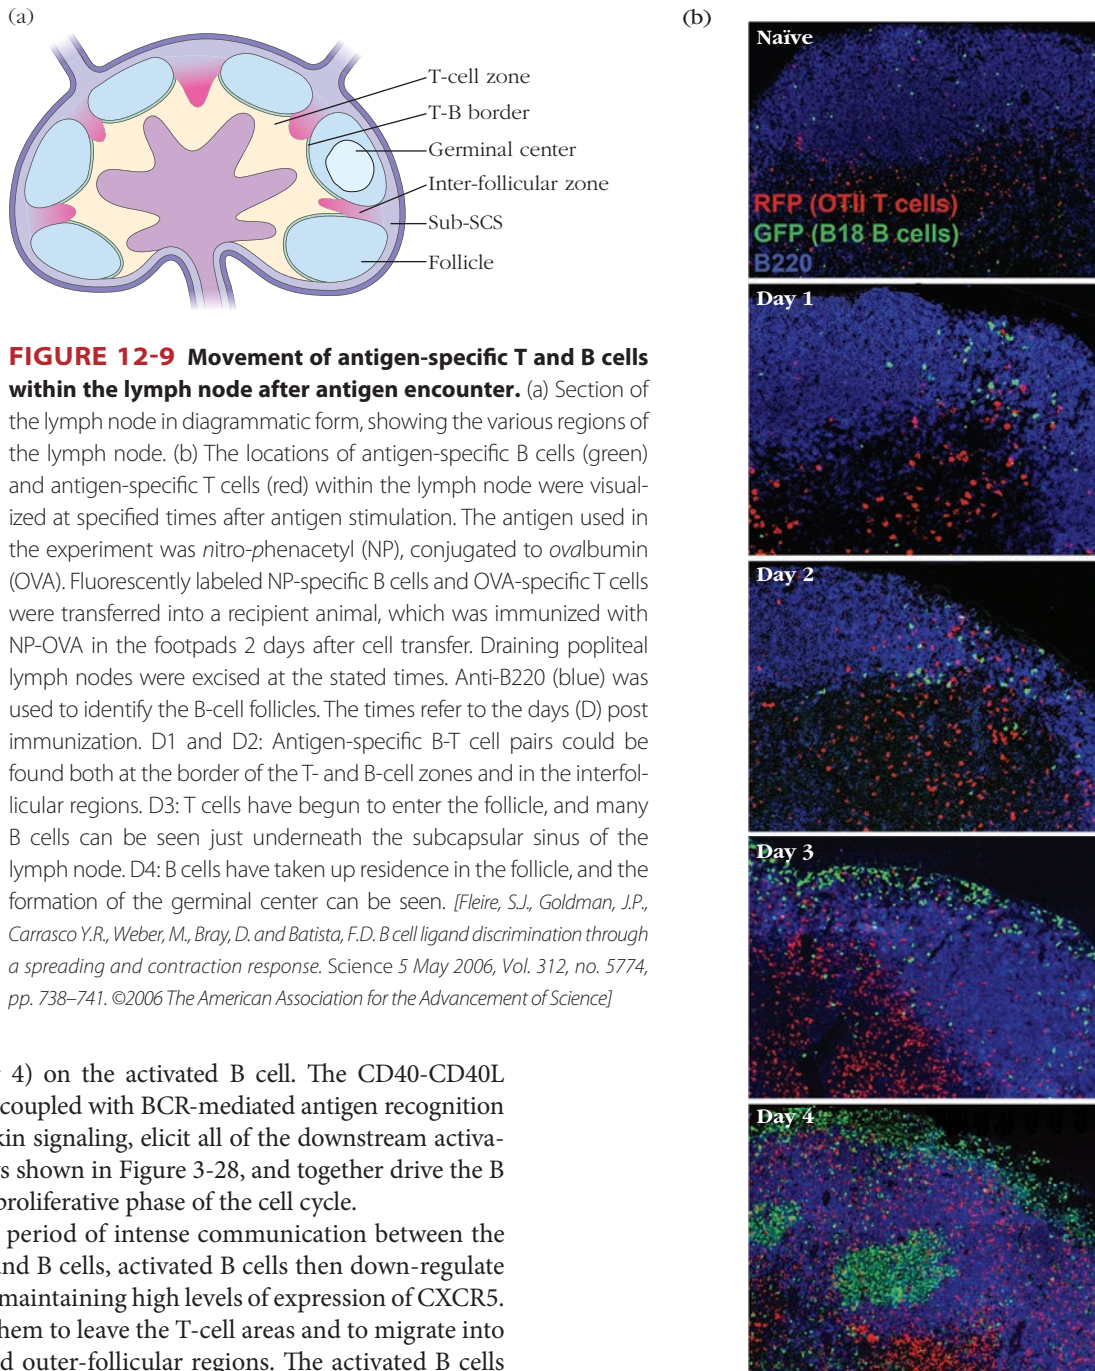 (a)
T-cell zone
T-B border
Germinal center
Inter-follicular zone
Sub-SCS
Follicle
FIGURE 12-9 Movement of antigen-specific T and B cells
within the lymph node after antigen encounter. (a) Section of
the lymph node in diagrammatic form, showing the various regions of
the lymph node. (b) The locations of antigen-specific B cells (green)
and antigen-specific T cells (red) within the lymph node were visual-
ized at specified times after antigen stimulation. The antigen used in
the experiment was nitro-phenacetyl (NP), conjugated to ovalbumin
(OVA). Fluorescently labeled NP-specific B cells and OVA-specific T cells
were transferred into a recipient animal, which was immunized with
NP-OVA in the footpads 2 days after cell transfer. Draining popliteal
lymph nodes were excised at the stated times. Anti-B220 (blue) was
used to identify the B-cell follicles. The times refer to the days (D) post
immunization. D1 and D2: Antigen-specific B-T cell pairs could be
found both at the border of the T- and B-cell zones and in the interfol-
licular regions. D3: T cells have begun to enter the follicle, and many
B cells can be seen just underneath the subcapsular sinus of the
lymph node. D4: B cells have taken up residence in the follicle, and the
formation of the germinal center can be seen. [Fleire, S.J., Goldman, J.P.,
Carrasco Y.R., Weber, M., Bray, D. and Batista, F.D. B cell ligand discrimination through
a spreading and contraction response. Science 5 May 2006, Vol. 312, no. 5774,
pp. 738–741. ©2006 The American Association for the Advancement of Science]
4) on the activated B cell. The CD40-CD40L
coupled with BCR-mediated antigen recognition
kin signaling, elicit all of the downstream activa-
s shown in Figure 3-28, and together drive the B
proliferative phase of the cell cycle.
period of intense communication between the
nd B cells, activated B cells then down-regulate
maintaining high levels of expression of CXCR5.
hem to leave the T-cell areas and to migrate into
d outer-follicular regions. The activated B cells
(b)
Naïve
RFP (OTII T cells)
GFP (B18 B cells)
B220
Day 1
Day 2
Day 3
Day 4